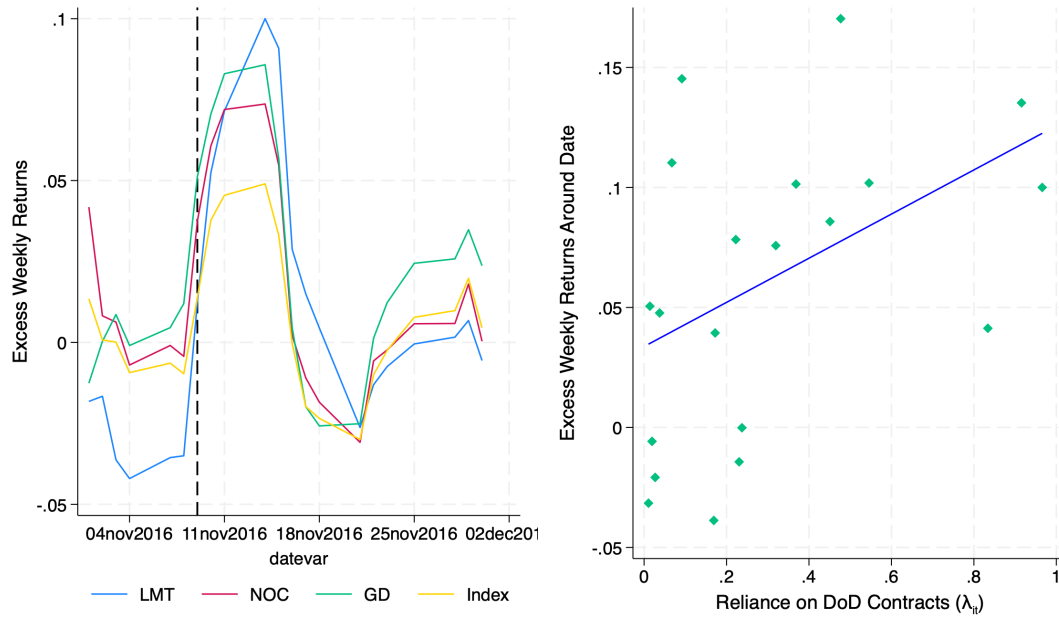 Excess Weekly Returns
.1
.05
0
-.05
04nov2016 11nov2016 18nov2016 25nov2016 02dec201
datevar
LMT NOC GD Index
Excess Weekly Returns Around Date
.15
.1
.05
0
-.05
0 .2 .4 .6 .8 1
Reliance on DoD Contracts (λit)